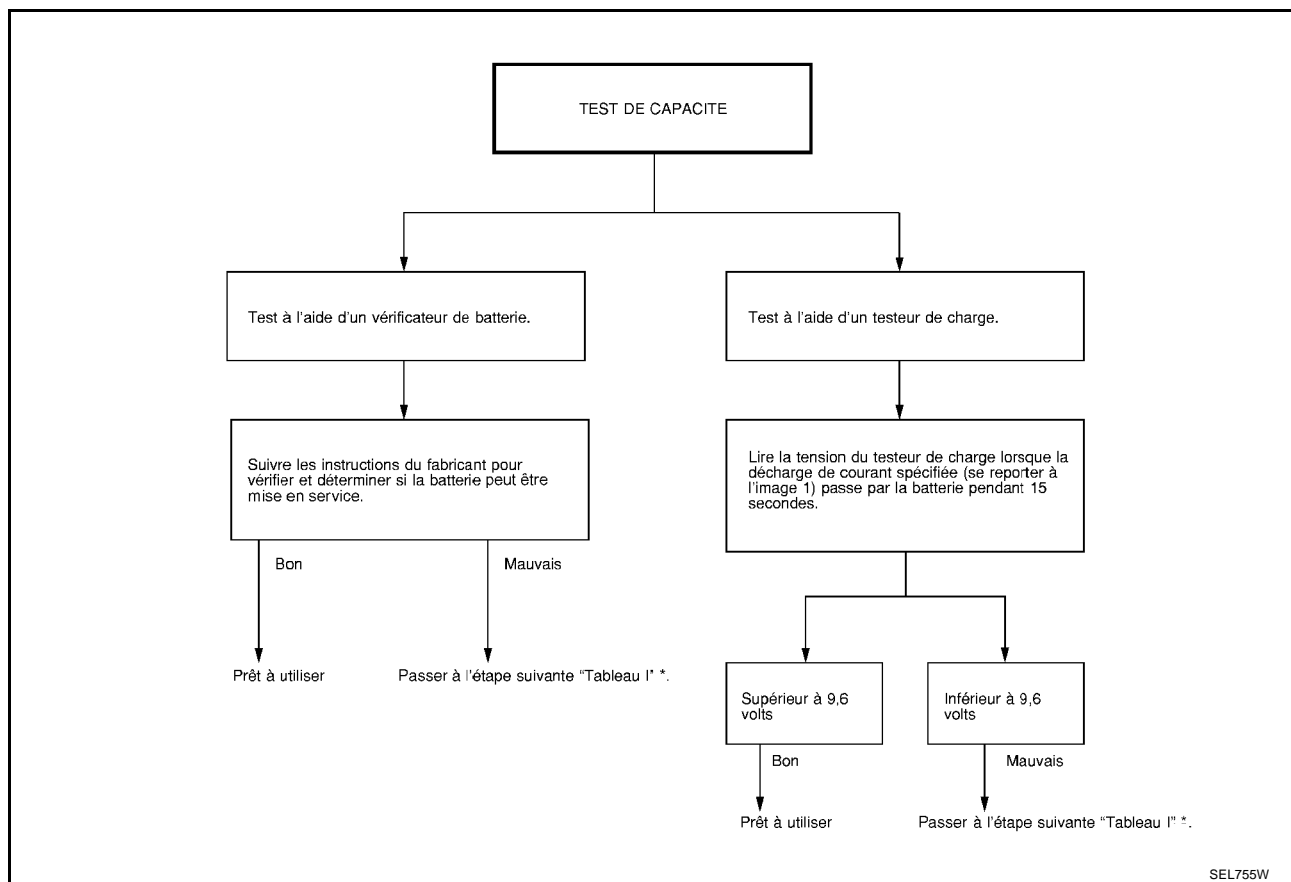 TEST DE CAPACITE
Test à l'aide d'un vérificateur de batterie.
Test à l'aide d'un testeur de charge.
Suivre les instructions du fabricant pour
vérifier et déterminer si la batterie peut être
mise en service.
Lire la tension du testeur de charge lorsque la
décharge de courant spécifiée (se reporter à
l'image 1) passe par la batterie pendant 15
secondes.
Bon
Mauvais
Prêt à utiliser
Passer à l'étape suivante "Tableau I" *.
Supérieur à 9,6
volts
Inférieur à 9,6
volts
Bon
Mauvais
Prêt à utiliser
Passer à l'étape suivante "Tableau I" *.
SEL755W